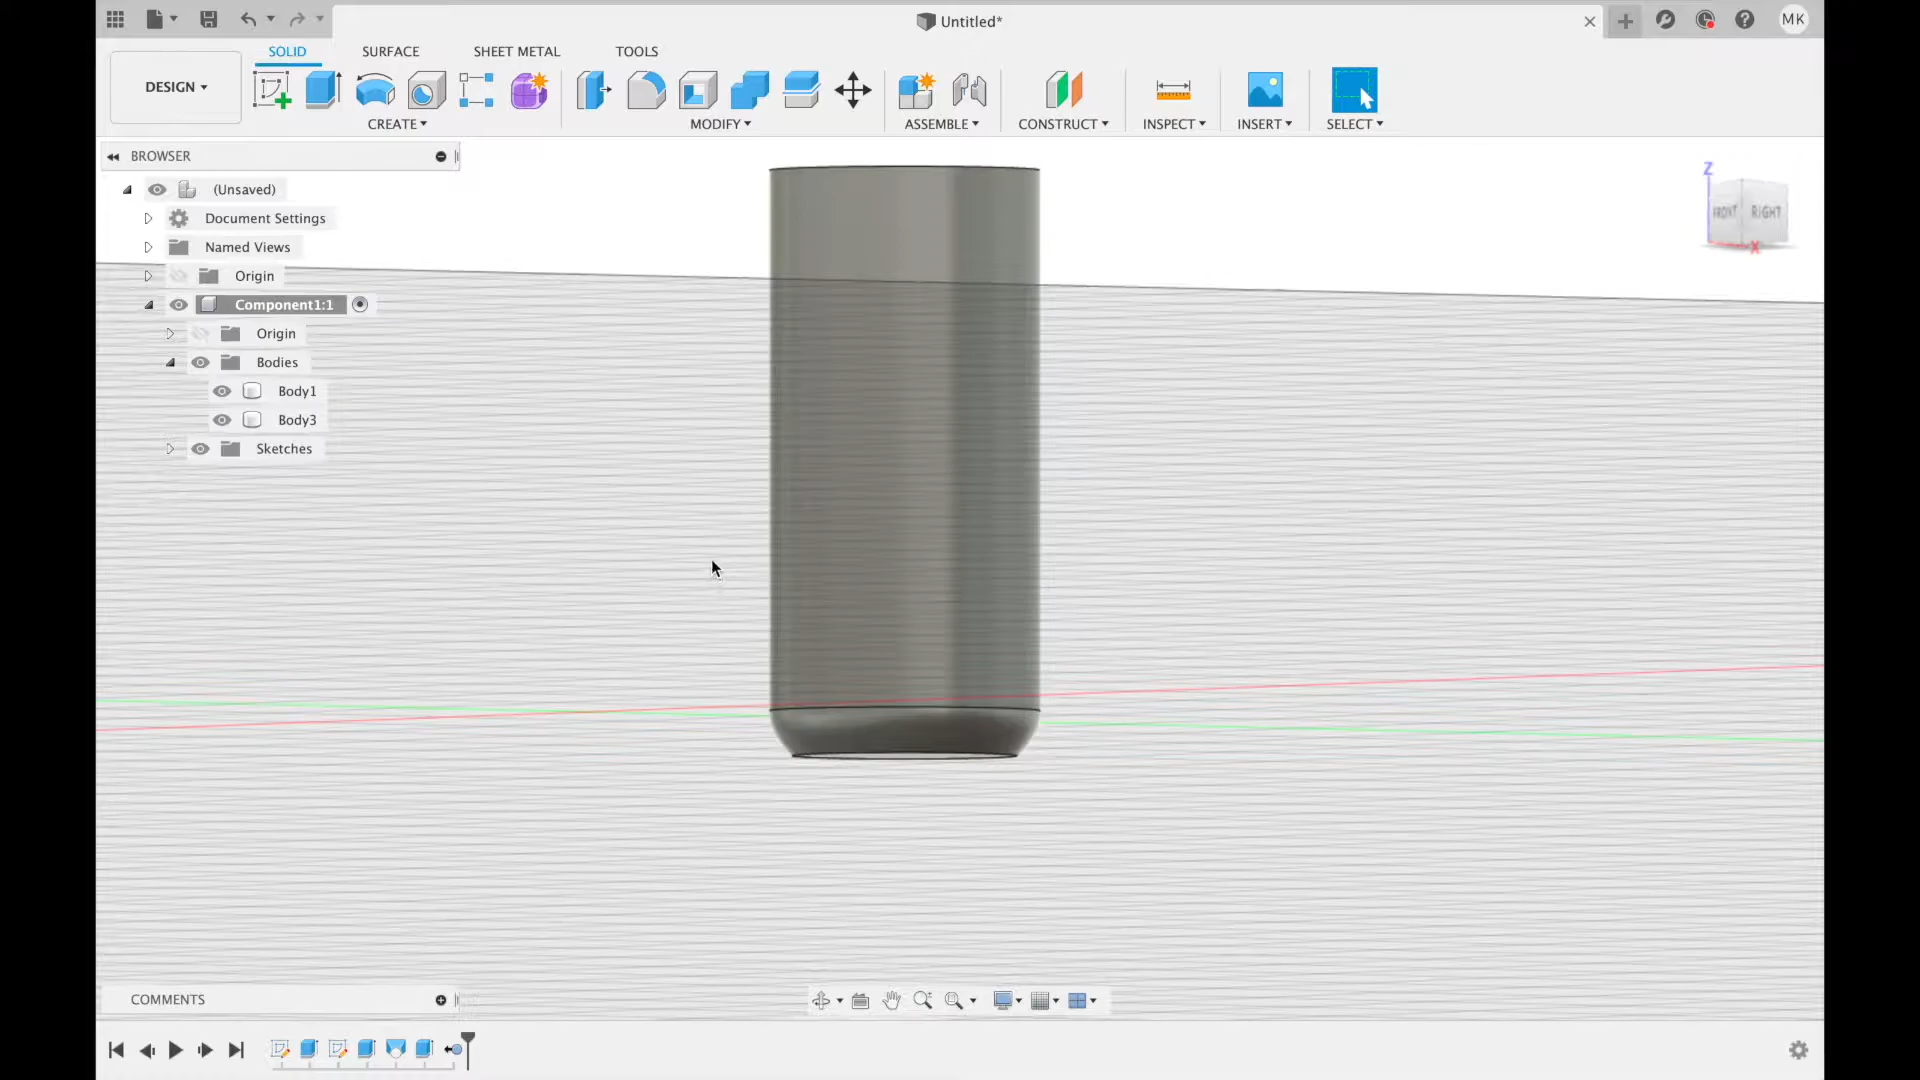 Untitled*
MK
DESIGN
SOLID
SURFACE
SHEET METAL
TOOLS
CREATE
MODIFY
ASSEMBLE
CONSTRUCT
INSPECT
INSERT
SELECT
BROWSER
(Unsaved)
Document Settings
Named Views
Origin
Component1:1
Origin
Bodies
Body1
Body3
Sketches
Z
FRONT
RIGHT
X
COMMENTS